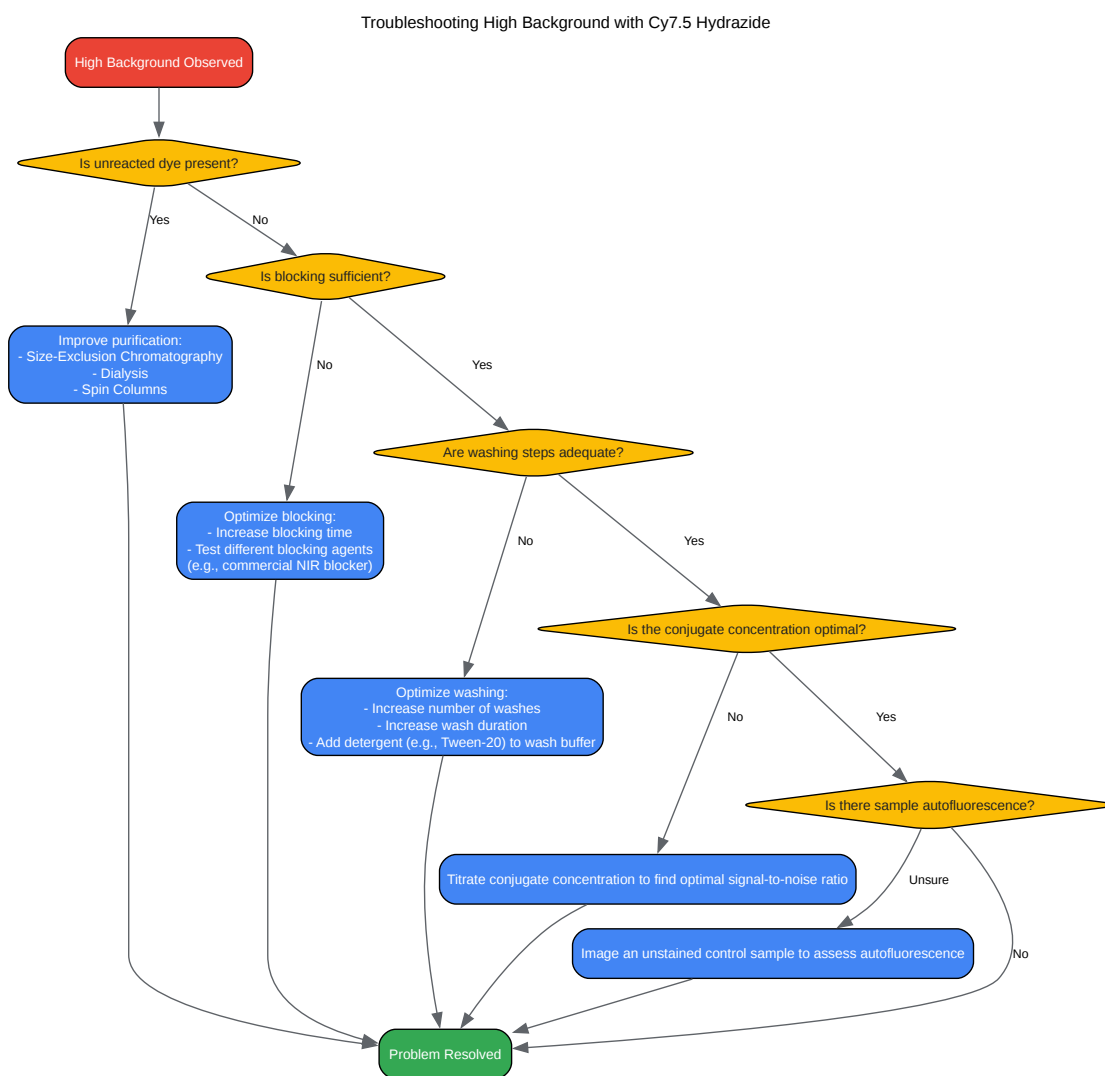 Troubleshooting High Background with Cy7.5 Hydrazide
High Background Observed
Is unreacted dye present?
Yes
No
Is blocking sufficient?
Improve purification:
- Size-Exclusion Chromatography
- Dialysis
- Spin Columns
No
Yes
Are washing steps adequate?
Optimize blocking:
- Increase blocking time
- Test different blocking agents
(e.g., commercial NIR blocker)
No
Yes
Is the conjugate concentration optimal?
Optimize washing:
- Increase number of washes
- Increase wash duration
- Add detergent (e.g., Tween-20) to wash buffer
No
Yes
Is there sample autofluorescence?
Titrate conjugate concentration to find optimal signal-to-noise ratio
Unsure
Image an unstained control sample to assess autofluorescence
No
Problem Resolved